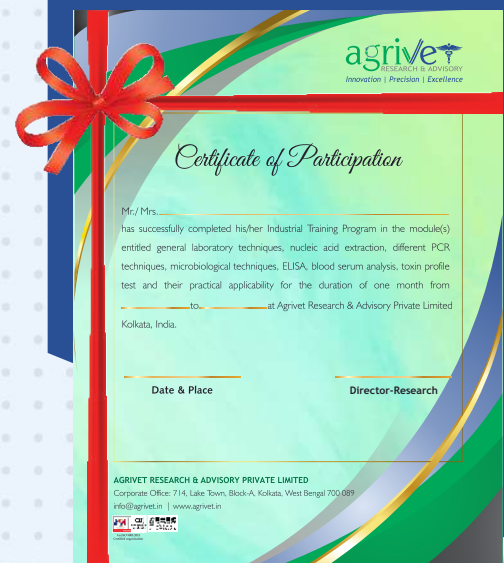 agrivet
RESEARCH & ADVISORY
Innovation | Precision | Excellence
Certificate of Participation
Mr./ Mrs.
has successfully completed his/her Industrial Training Program in the module(s)
entitled general laboratory techniques, nucleic acid extraction, different PCR
techniques, microbiological techniques, ELISA, blood serum analysis, toxin profile
test and their practical applicability for the duration of one month from
to at Agrivet Research & Advisory Private Limited
Kolkata, India.
Date & Place Director-Research
AGRIVET RESEARCH & ADVISORY PRIVATE LIMITED
Corporate Office: 714, Lake Town, Block-A, Kolkata, West Bengal 700 089
info@agrivet.in | www.agrivet.in